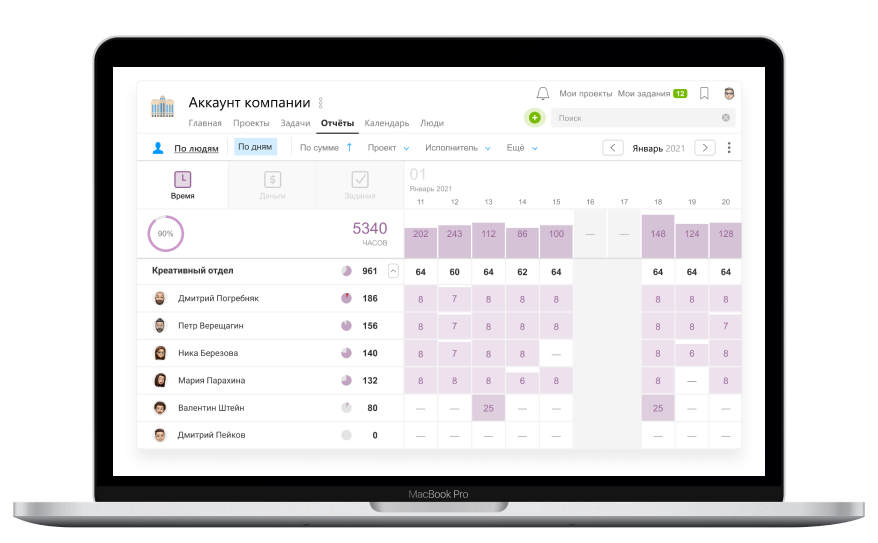 Аккаунт компании
Мои проекты Мои задания 12
Главная Проекты Задачи Отчёты Календарь Люди
Поиск
По людям По дням По сумме Проект Исполнитель Ещё Январь 2021
Время Деньги Задания
01
Январь 2021
11 12 13 14 15 16 17 18 19 20
90% 5340 202 243 112 86 100 — — 148 124 128
ЧАСОВ
Креативный отдел 961 64 60 64 62 64 64 64 64
Дмитрий Погребняк 186 8 7 8 8 8 8 8 8
Петр Верещагин 156 8 7 8 8 8 8 8 7
Ника Березова 140 8 7 8 8 — 8 6 8
Мария Парахина 132 8 8 8 6 8 8 — 8
Валентин Штейн 80 — — 25 — — 25 — —
Дмитрий Пейков 0 — — — — — — — —
MacBook Pro